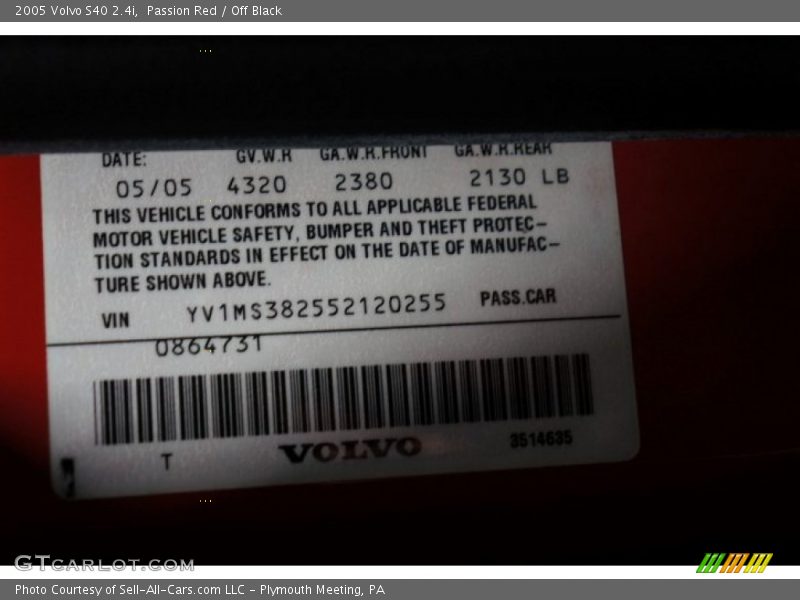 2005 Volvo S40 2.4i,  Passion Red / Off Black
DATE: GV.W.R GA.W.R.FRONT GA.W.R.REAR
05/05 4320 2380 2130 LB
THIS VEHICLE CONFORMS TO ALL APPLICABLE FEDERAL
MOTOR VEHICLE SAFETY, BUMPER AND THEFT PROTEC-
TION STANDARDS IN EFFECT ON THE DATE OF MANUFAC-
TURE SHOWN ABOVE.
VIN YV1MS382552120255 PASS.CAR
0864731
T VOLVO 3514635
GTCARLOT.COM
Photo Courtesy of Sell-All-Cars.com LLC - Plymouth Meeting, PA